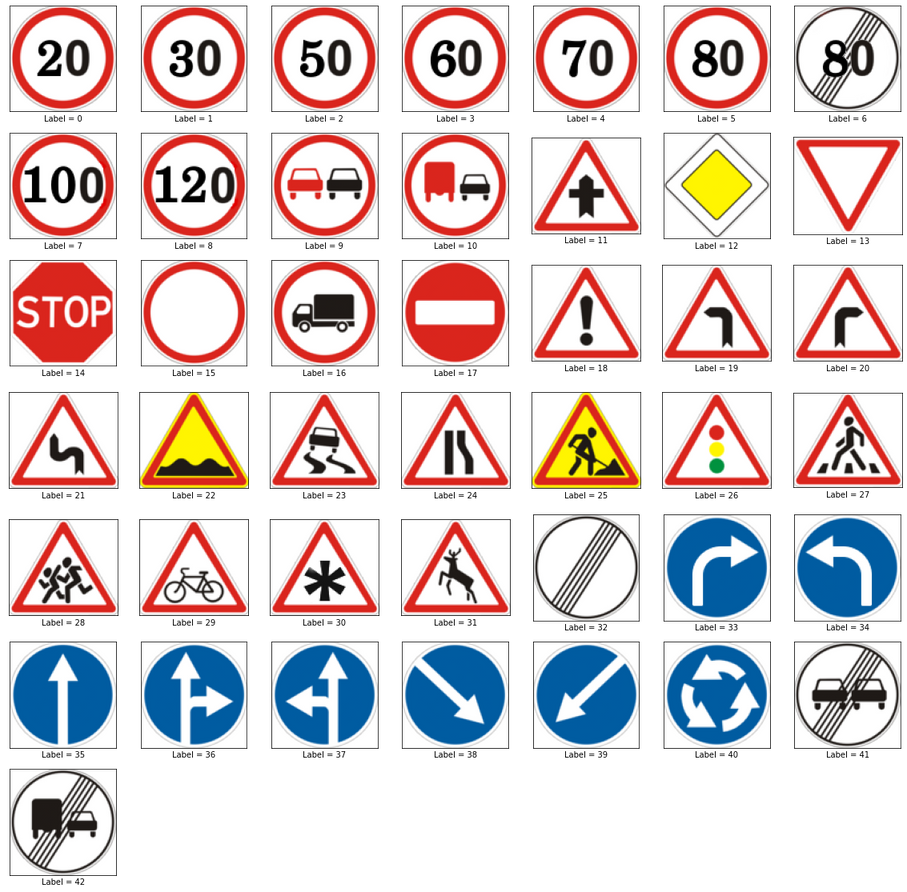 20 30 50 60 70 80 80
Label = 0 Label = 1 Label = 2 Label = 3 Label = 4 Label = 5 Label = 6
100 120
Label = 7 Label = 8 Label = 9 Label = 10 Label = 11 Label = 12 Label = 13
STOP
Label = 14 Label = 15 Label = 16 Label = 17 Label = 18 Label = 19 Label = 20
Label = 21 Label = 22 Label = 23 Label = 24 Label = 25 Label = 26 Label = 27
Label = 28 Label = 29 Label = 30 Label = 31 Label = 32 Label = 33 Label = 34
Label = 35 Label = 36 Label = 37 Label = 38 Label = 39 Label = 40 Label = 41
Label = 42